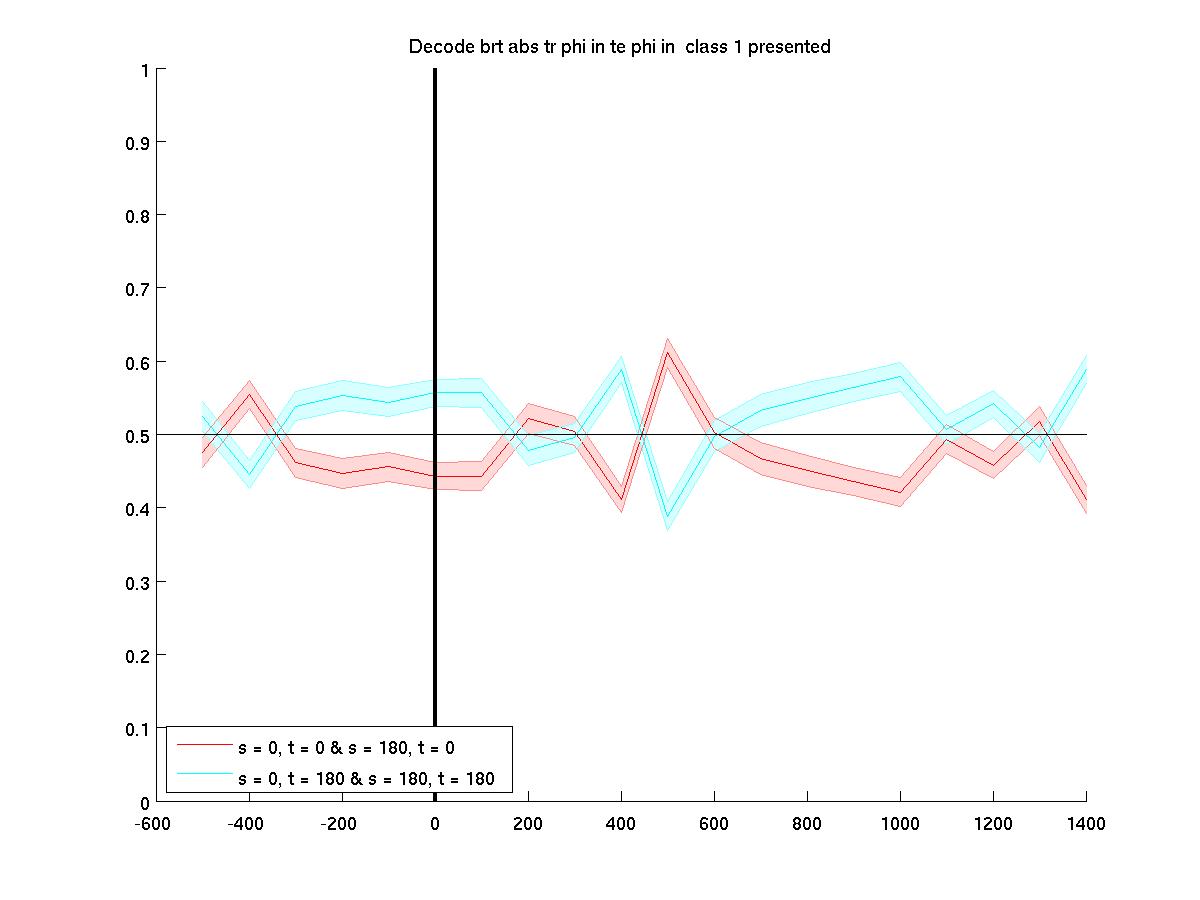 Decode brt abs tr phi in te phi in  class 1 presented
1
0.9
0.8
0.7
0.6
0.5
0.4
0.3
0.2
0.1
0
s = 0, t = 0 & s = 180, t = 0
s = 0, t = 180 & s = 180, t = 180
-600 -400 -200 0 200 400 600 800 1000 1200 1400